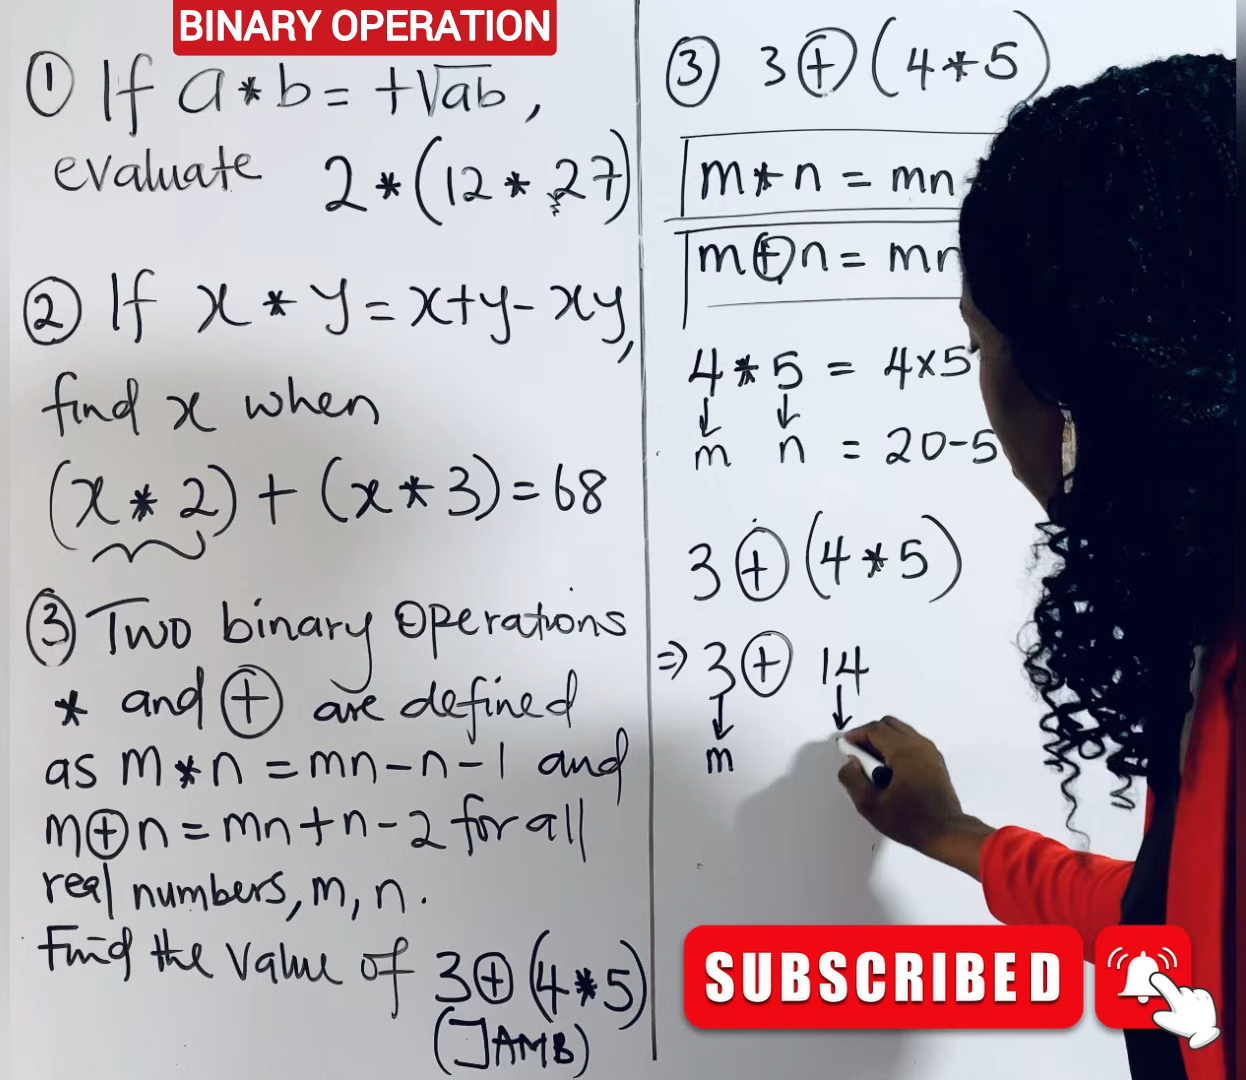 BINARY OPERATION
① If a * b = +√ab,
evaluate 2 * (12 * 27)
② If x * y = x+y-xy,
find x when
(x * 2) + (x * 3) = 68
③ Two binary operations
* and ⊕ are defined
as m * n = mn - n - 1 and
m ⊕ n = mn + n - 2 for all
real numbers, m, n.
Find the value of 3 ⊕ (4 * 5)
(JAMB)
③ 3 ⊕ (4 * 5)
m * n = mn
m ⊕ n = mn
4 * 5 = 4×5
↓ ↓
m n = 20-5
3 ⊕ (4 * 5)
⇒ 3 ⊕ 14
↓ ↓
m
SUBSCRIBED